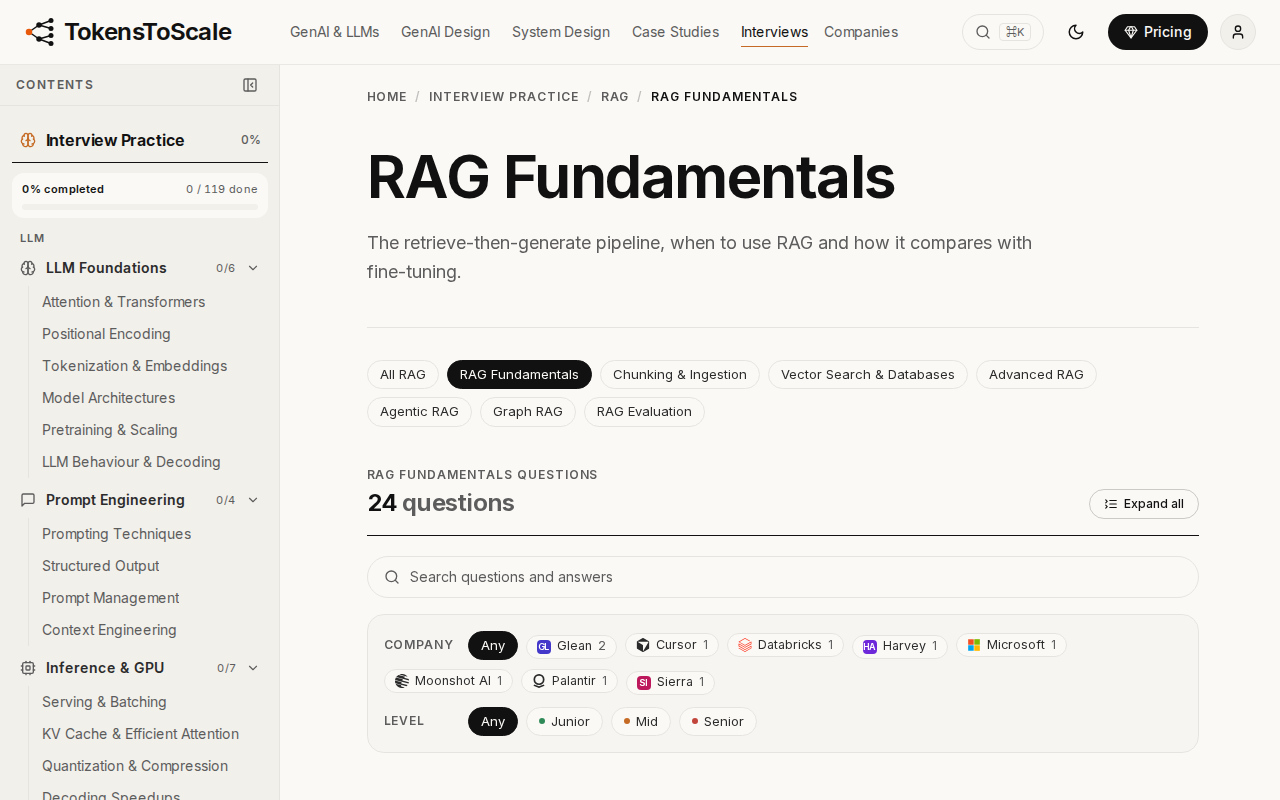 TokensToScale
GenAI & LLMs GenAI Design System Design Case Studies Interviews Companies ⌘K Pricing
CONTENTS
Interview Practice 0%
0% completed 0 / 119 done
LLM
LLM Foundations 0/6
Attention & Transformers
Positional Encoding
Tokenization & Embeddings
Model Architectures
Pretraining & Scaling
LLM Behaviour & Decoding
Prompt Engineering 0/4
Prompting Techniques
Structured Output
Prompt Management
Context Engineering
Inference & GPU 0/7
Serving & Batching
KV Cache & Efficient Attention
Quantization & Compression
Decoding Speedups
HOME / INTERVIEW PRACTICE / RAG / RAG FUNDAMENTALS
RAG Fundamentals
The retrieve-then-generate pipeline, when to use RAG and how it compares with
fine-tuning.
All RAG RAG Fundamentals Chunking & Ingestion Vector Search & Databases Advanced RAG
Agentic RAG Graph RAG RAG Evaluation
RAG FUNDAMENTALS QUESTIONS
24 questions Expand all
Search questions and answers
COMPANY Any GL Glean 2 Cursor 1 Databricks 1 HA Harvey 1 Microsoft 1
Moonshot AI 1 Palantir 1 SI Sierra 1
LEVEL Any Junior Mid Senior